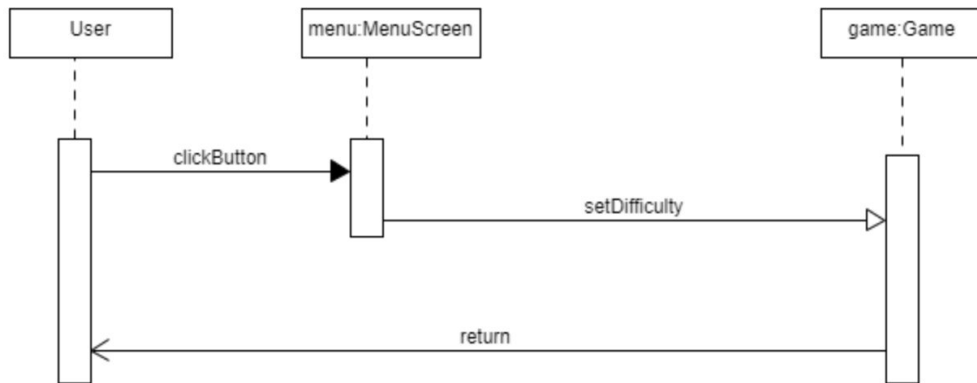 User
menu:MenuScreen
game:Game
clickButton
setDifficulty
return